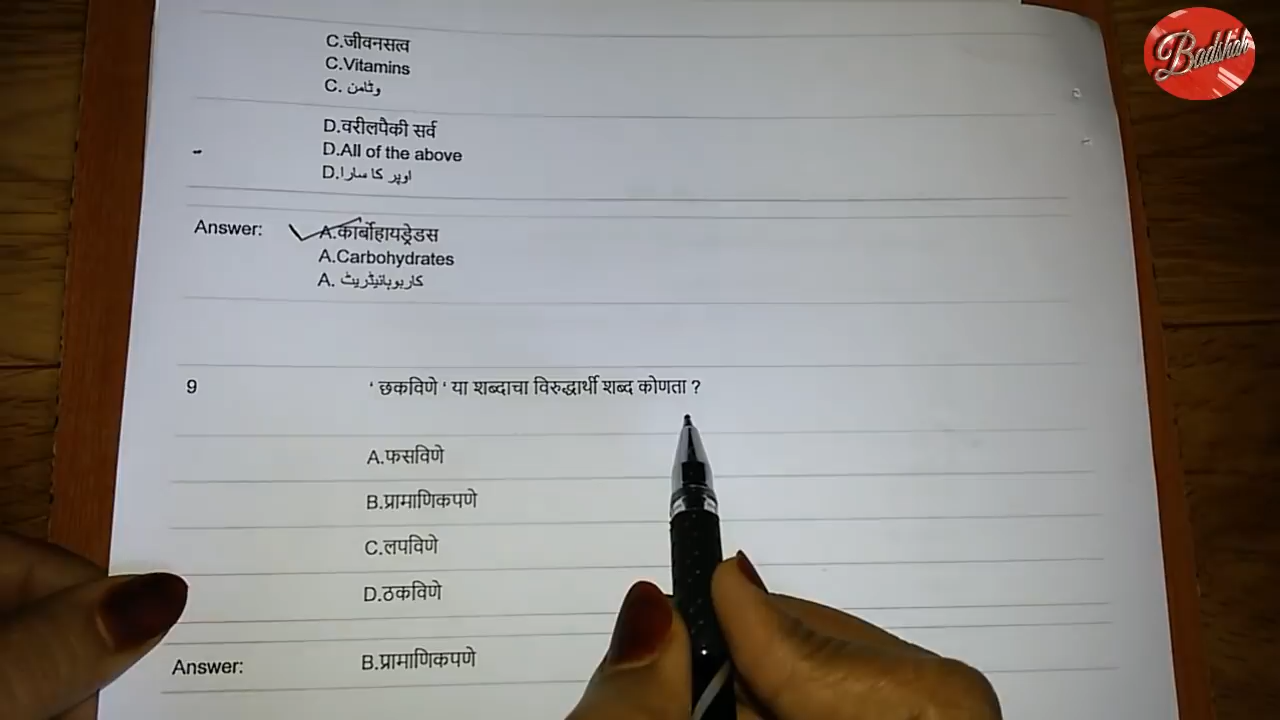 Badshah
C.जीवनसत्व
C.Vitamins
C. وٹامن
D.वरीलपैकी सर्व
D.All of the above
D.اوپر کا سارا
Answer: A.कार्बोहायड्रेडस
A.Carbohydrates
A. کاربوہائیڈریٹ
9 ' छकविणे ' या शब्दाचा विरुद्धार्थी शब्द कोणता ?
A.फसविणे
B.प्रामाणिकपणे
C.लपविणे
D.ठकविणे
Answer: B.प्रामाणिकपणे